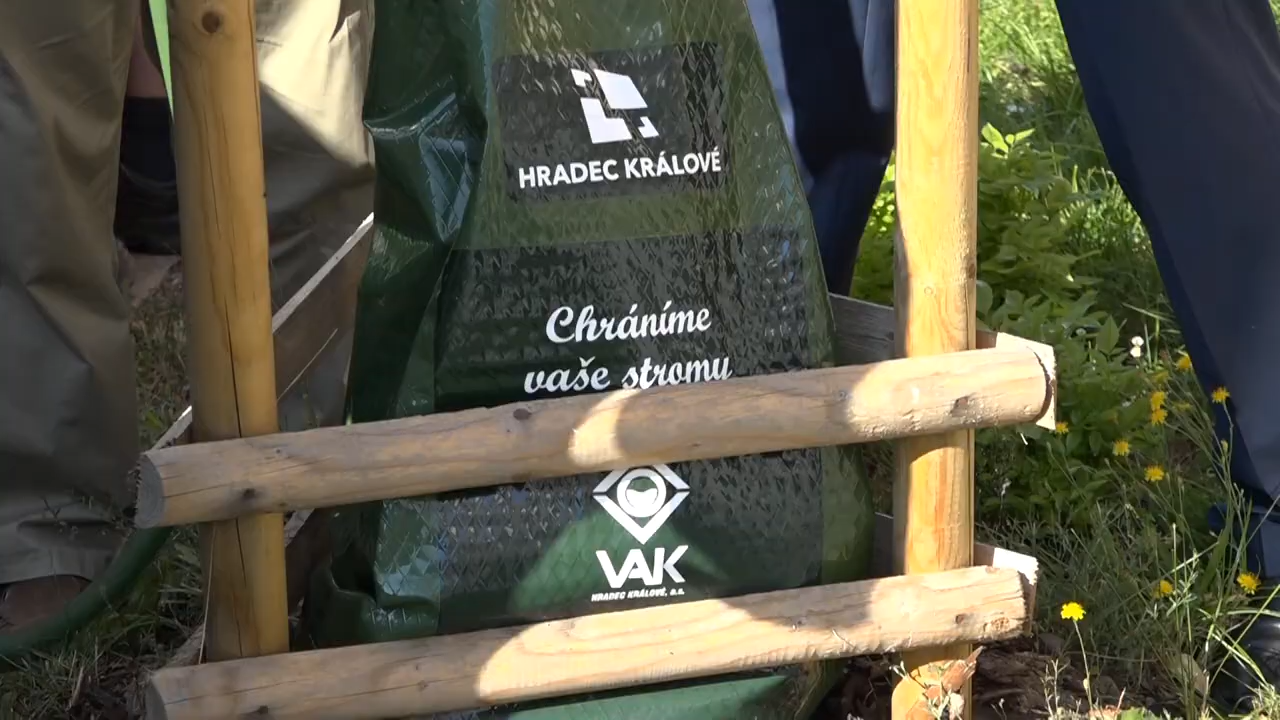 HRADEC KRÁLOVÉ
Chráníme
vaše stromy
VAK
HRADEC KRÁLOVÉ, a.s.